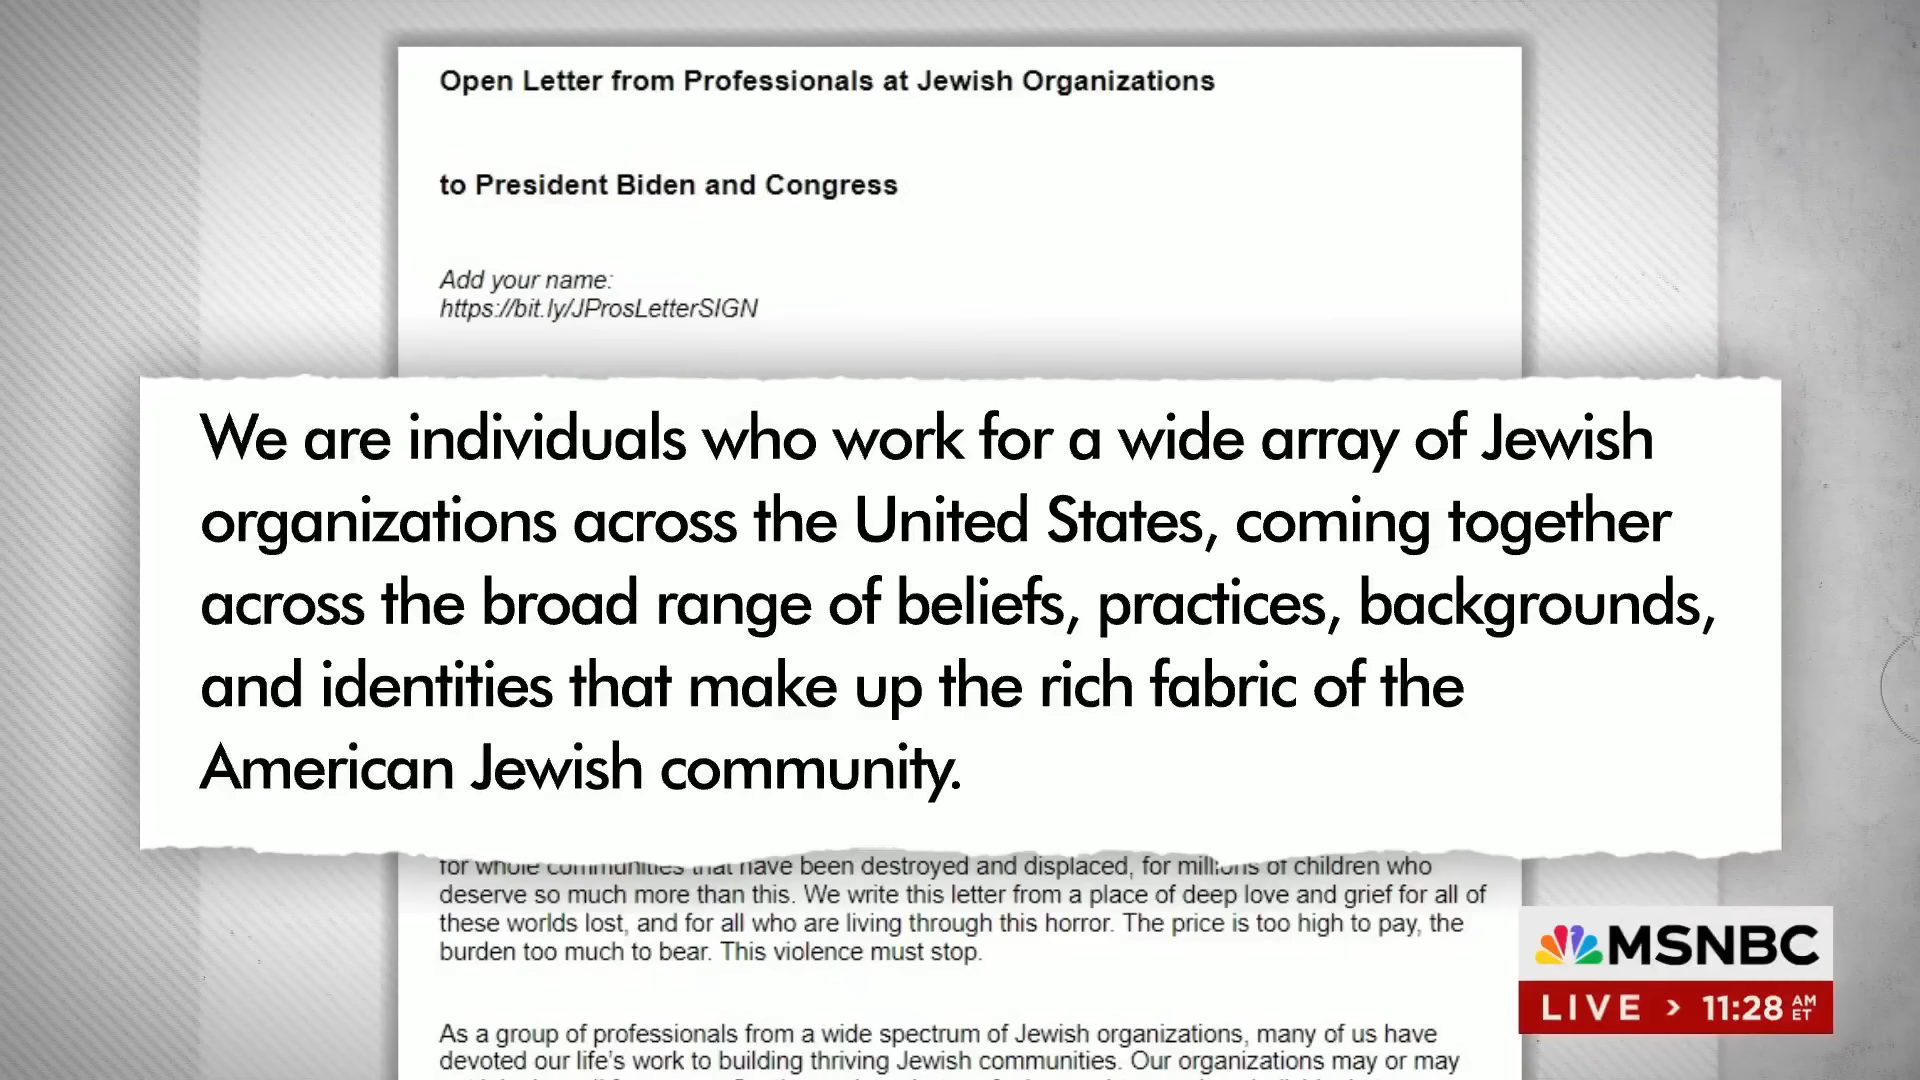 Open Letter from Professionals at Jewish Organizations
to President Biden and Congress
Add your name:
https://bit.ly/JProsLetterSIGN
We are individuals who work for a wide array of Jewish
organizations across the United States, coming together
across the broad range of beliefs, practices, backgrounds,
and identities that make up the rich fabric of the
American Jewish community.
for whole communities that have been destroyed and displaced, for millions of children who
deserve so much more than this. We write this letter from a place of deep love and grief for all of
these worlds lost, and for all who are living through this horror. The price is too high to pay, the
burden too much to bear. This violence must stop.
As a group of professionals from a wide spectrum of Jewish organizations, many of us have
devoted our life's work to building thriving Jewish communities. Our organizations may or may
MSNBC
LIVE > 11:28 AM ET